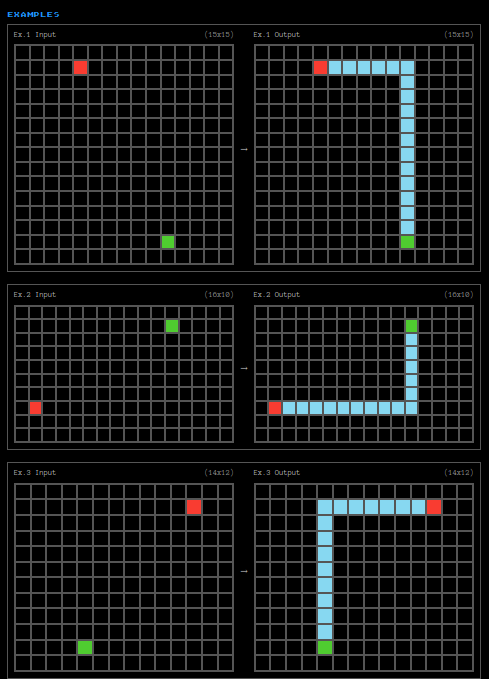 EXAMPLES
Ex.1 Input (15x15) Ex.1 Output (15x15)
→
Ex.2 Input (16x10) Ex.2 Output (16x10)
→
Ex.3 Input (14x12) Ex.3 Output (14x12)
→